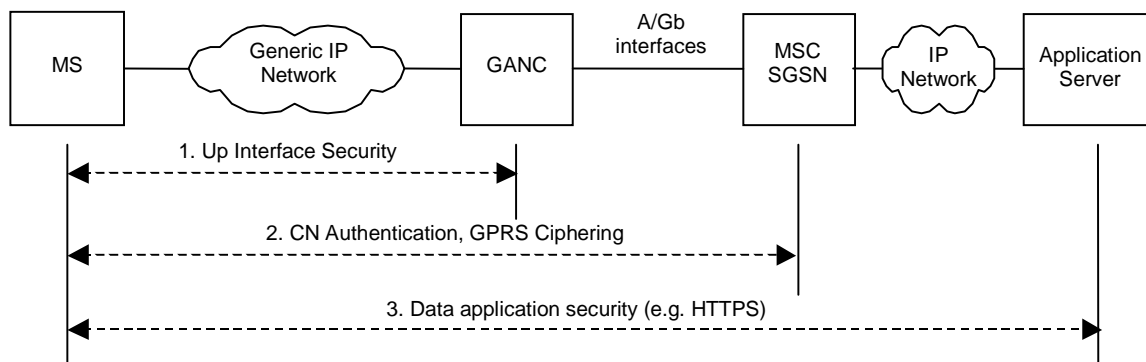 A/Gb
interfaces
MS
Generic IP
Network
GANC
MSC
SGSN
IP
Network
Application
Server
1. Up Interface Security
2. CN Authentication, GPRS Ciphering
3. Data application security (e.g. HTTPS)